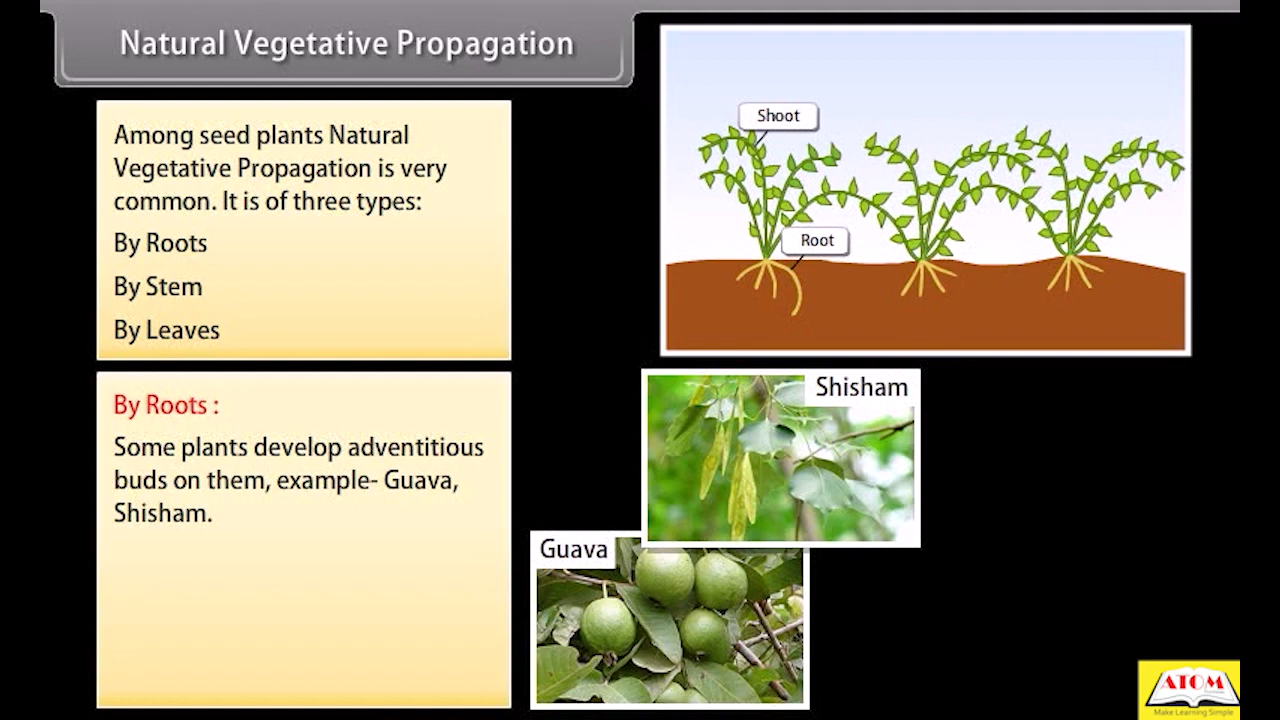 Natural Vegetative Propagation
Among seed plants Natural
Vegetative Propagation is very
common. It is of three types:
By Roots
By Stem
By Leaves
By Roots :
Some plants develop adventitious
buds on them, example- Guava,
Shisham.
Shoot
Root
Shisham
Guava
ATOM
Make Learning Simple